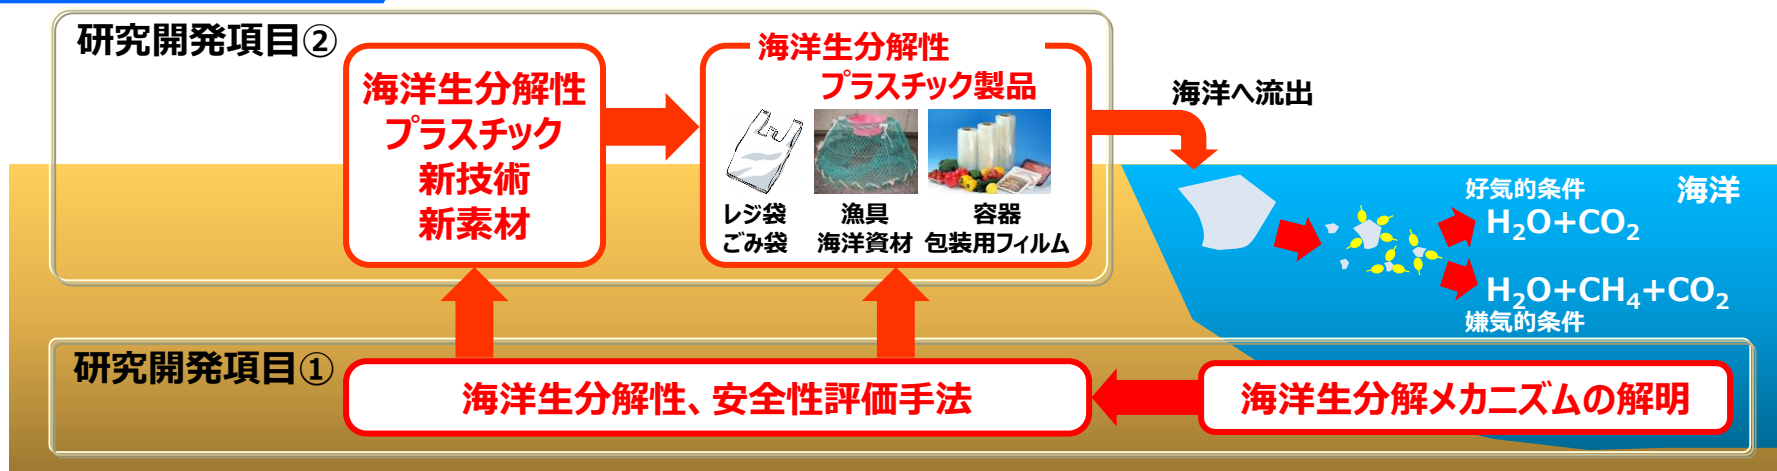 研究開発項目②
海洋生分解性
プラスチック
新技術
新素材
海洋生分解性
プラスチック製品
レジ袋
ごみ袋
漁具
海洋資材
容器
包装用フィルム
海洋へ流出
海洋
好気的条件
H₂O+CO₂
H₂O+CH₄+CO₂
嫌気的条件
研究開発項目①
海洋生分解性、安全性評価手法
海洋生分解メカニズムの解明